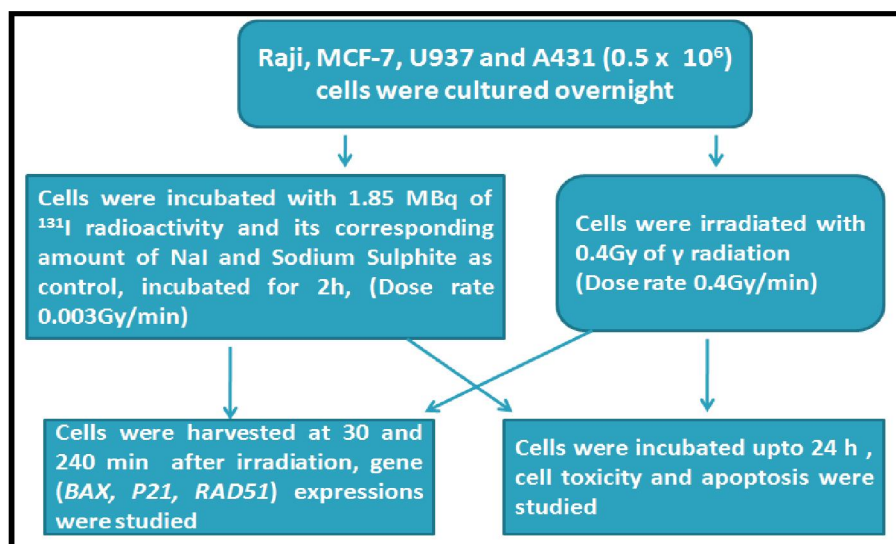 Raji, MCF-7, U937 and A431 (0.5 x 10⁶)
cells were cultured overnight
Cells were incubated with 1.85 MBq of
¹³¹I radioactivity and its corresponding
amount of NaI and Sodium Sulphite as
control, incubated for 2h, (Dose rate
0.003Gy/min)
Cells were irradiated with
0.4Gy of γ radiation
(Dose rate 0.4Gy/min)
Cells were harvested at 30 and
240 min after irradiation, gene
(BAX, P21, RAD51) expressions
were studied
Cells were incubated upto 24 h ,
cell toxicity and apoptosis were
studied